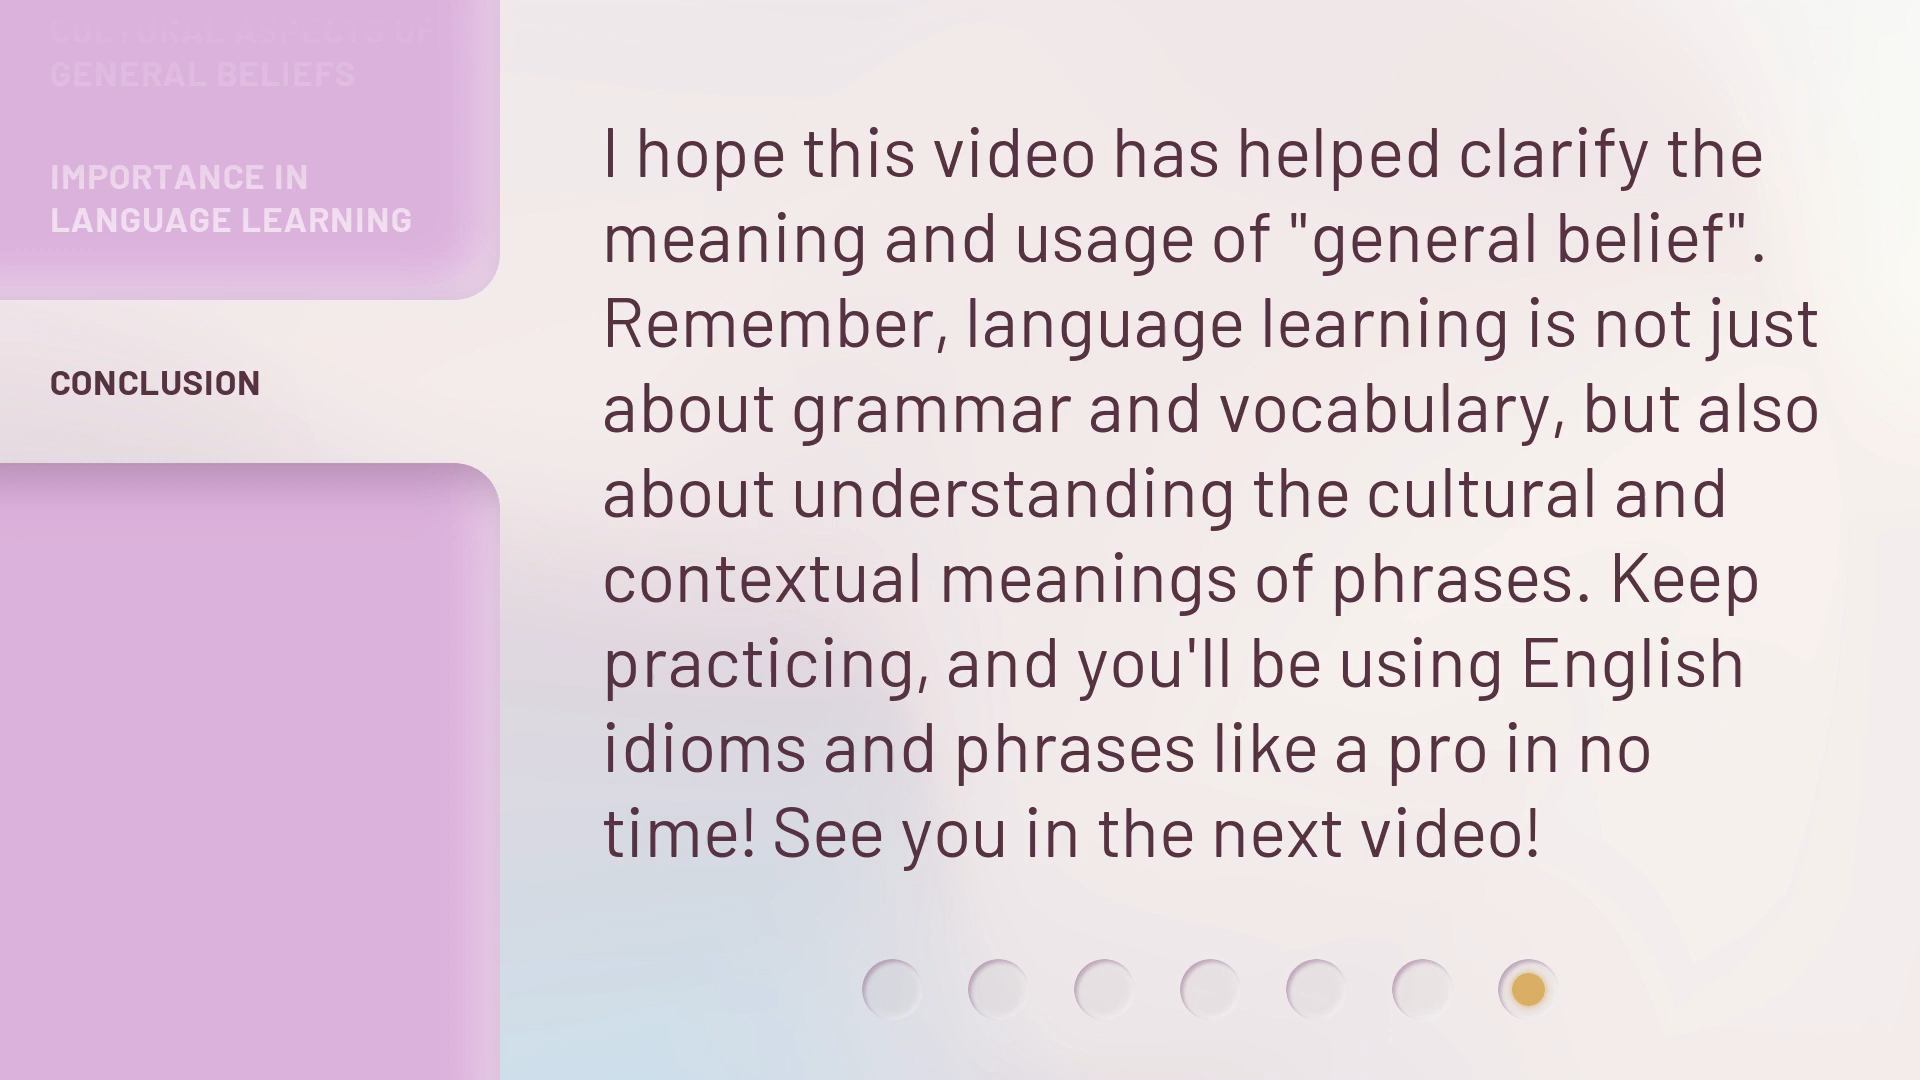 CULTURAL ASPECTS OF
GENERAL BELIEFS
IMPORTANCE IN
LANGUAGE LEARNING
CONCLUSION
I hope this video has helped clarify the
meaning and usage of "general belief".
Remember, language learning is not just
about grammar and vocabulary, but also
about understanding the cultural and
contextual meanings of phrases. Keep
practicing, and you'll be using English
idioms and phrases like a pro in no
time! See you in the next video!